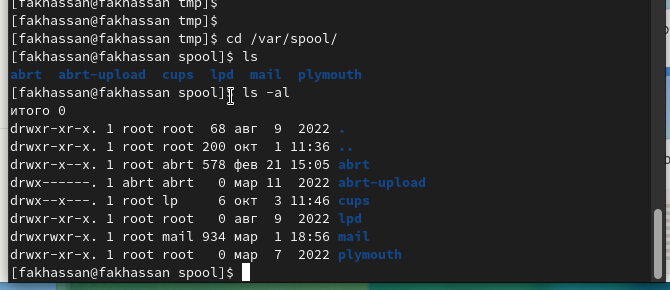 [fakhassan@fakhassan tmp]$
[fakhassan@fakhassan tmp]$
[fakhassan@fakhassan tmp]$ cd /var/spool/
[fakhassan@fakhassan spool]$ ls
abrt  abrt-upload  cups  lpd  mail  plymouth
[fakhassan@fakhassan spool]$ ls -al
итого 0
drwxr-xr-x. 1 root root  68 авг  9  2022 .
drwxr-xr-x. 1 root root 200 окт  1 11:36 ..
drwxr-x--x. 1 root abrt 578 фев 21 15:05 abrt
drwx------. 1 abrt abrt   0 мар 11  2022 abrt-upload
drwx--x---. 1 root lp     6 окт  3 11:46 cups
drwxr-xr-x. 1 root root   0 авг  9  2022 lpd
drwxrwxr-x. 1 root mail 934 мар  1 18:56 mail
drwxr-xr-x. 1 root root   0 мар  7  2022 plymouth
[fakhassan@fakhassan spool]$